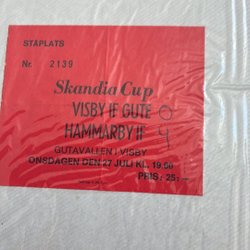 STÅPLATS
Nr. 2139
Skandia Cup
VISBY IF GUTE 0
HAMMARBY IF 4
GUTAVALLEN I VISBY
ONSDAGEN DEN 27 JULI KL. 19.00
PRIS: 25:-